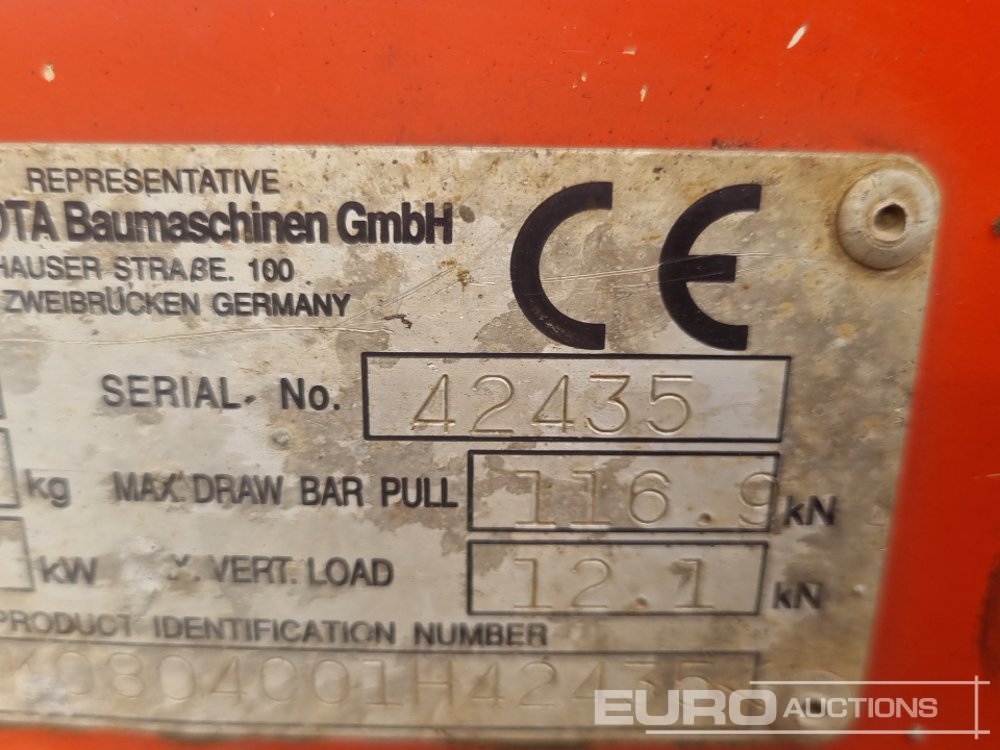 REPRESENTATIVE
OTA Baumaschinen GmbH
HAUSER STRAßE. 100
ZWEIBRÜCKEN GERMANY
CE
SERIAL. No. 42435
kg MAX. DRAW BAR PULL 116.9 kN
kW X. VERT. LOAD 12.1 kN
PRODUCT IDENTIFICATION NUMBER
K0804001H42435
EURO AUCTIONS